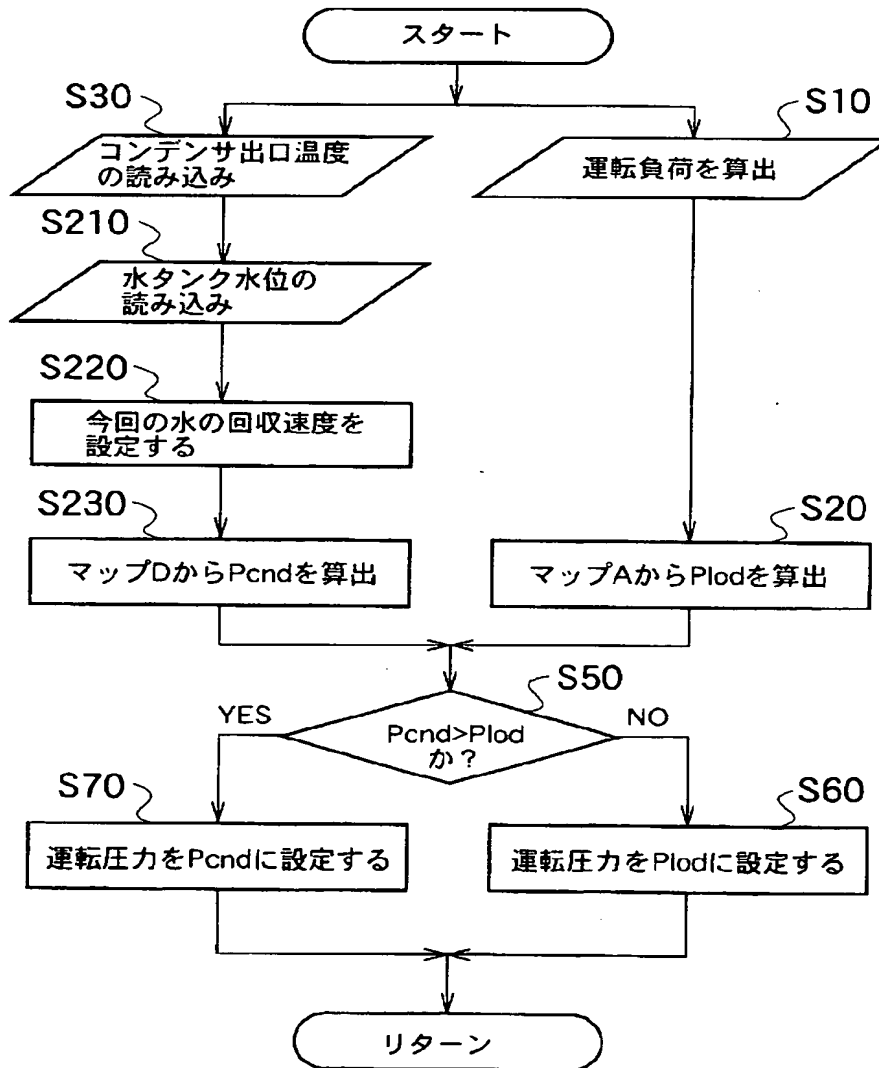 スタート
S30
コンデンサ出口温度
の読み込み
S10
運転負荷を算出
S210
水タンク水位の
読み込み
S220
今回の水の回収速度を
設定する
S230
マップDからPcndを算出
S20
マップAからPlodを算出
S50
YES
Pcnd>Plod
か？
NO
S70
運転圧力をPcndに設定する
S60
運転圧力をPlodに設定する
リターン